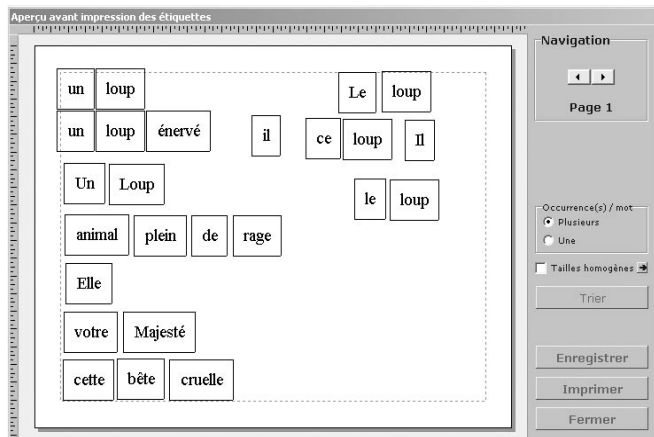 Aperçu avant impression des étiquettes
un loup
Le loup
un loup énervé
il
ce loup
Il
Un Loup
le loup
animal plein de rage
Elle
votre Majesté
cette bête cruelle
Navigation
Page 1
Occurrence(s) / mot
Plusieurs
Une
Tailles homogènes
Trier
Enregistrer
Imprimer
Fermer